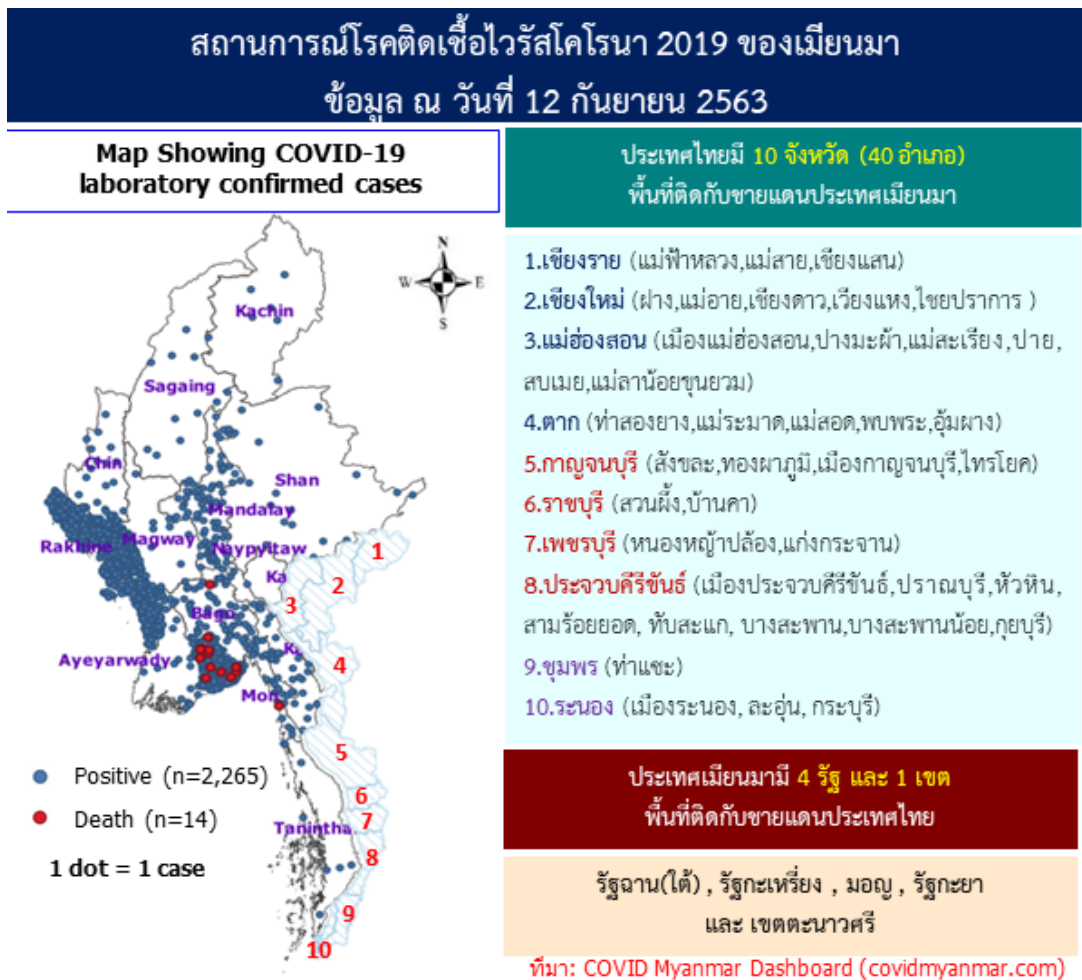 สถานการณ์โรคติดเชื้อไวรัสโคโรนา 2019 ของเมียนมา
ข้อมูล ณ วันที่ 12 กันยายน 2563
Map Showing COVID-19
laboratory confirmed cases
N
W
E
S
Kachin
Sagaing
Chin
Shan
Mandalay
Rakhine
Magway
Naypyitaw
Ka
Bago
Ayeyarwady
Mon
Tanintha
1
2
3
4
5
6
7
8
9
10
Positive (n=2,265)
Death (n=14)
1 dot = 1 case
ประเทศไทยมี 10 จังหวัด (40 อำเภอ)
พื้นที่ติดกับชายแดนประเทศเมียนมา
1.เชียงราย (แม่ฟ้าหลวง,แม่สาย,เชียงแสน)
2.เชียงใหม่ (ฝาง,แม่อาย,เชียงดาว,เวียงแหง,ไชยปราการ )
3.แม่ฮ่องสอน (เมืองแม่ฮ่องสอน,ปางมะผ้า,แม่สะเรียง,ปาย,
สบเมย,แม่ลาน้อยขุนยวม)
4.ตาก (ท่าสองยาง,แม่ระมาด,แม่สอด,พบพระ,อุ้มผาง)
5.กาญจนบุรี (สังขละ,ทองผาภูมิ,เมืองกาญจนบุรี,ไทรโยค)
6.ราชบุรี (สวนผึ้ง,บ้านคา)
7.เพชรบุรี (หนองหญ้าปล้อง,แก่งกระจาน)
8.ประจวบคีรีขันธ์ (เมืองประจวบคีรีขันธ์,ปราณบุรี,หัวหิน,
สามร้อยยอด, ทับสะแก, บางสะพาน,บางสะพานน้อย,กุยบุรี)
9.ชุมพร (ท่าแซะ)
10.ระนอง (เมืองระนอง, ละอุ่น, กระบุรี)
ประเทศเมียนมามี 4 รัฐ และ 1 เขต
พื้นที่ติดกับชายแดนประเทศไทย
รัฐฉาน(ใต้) , รัฐกะเหรี่ยง , มอญ , รัฐกะยา
และ เขตตะนาวศรี
ที่มา: COVID Myanmar Dashboard (covidmyanmar.com)